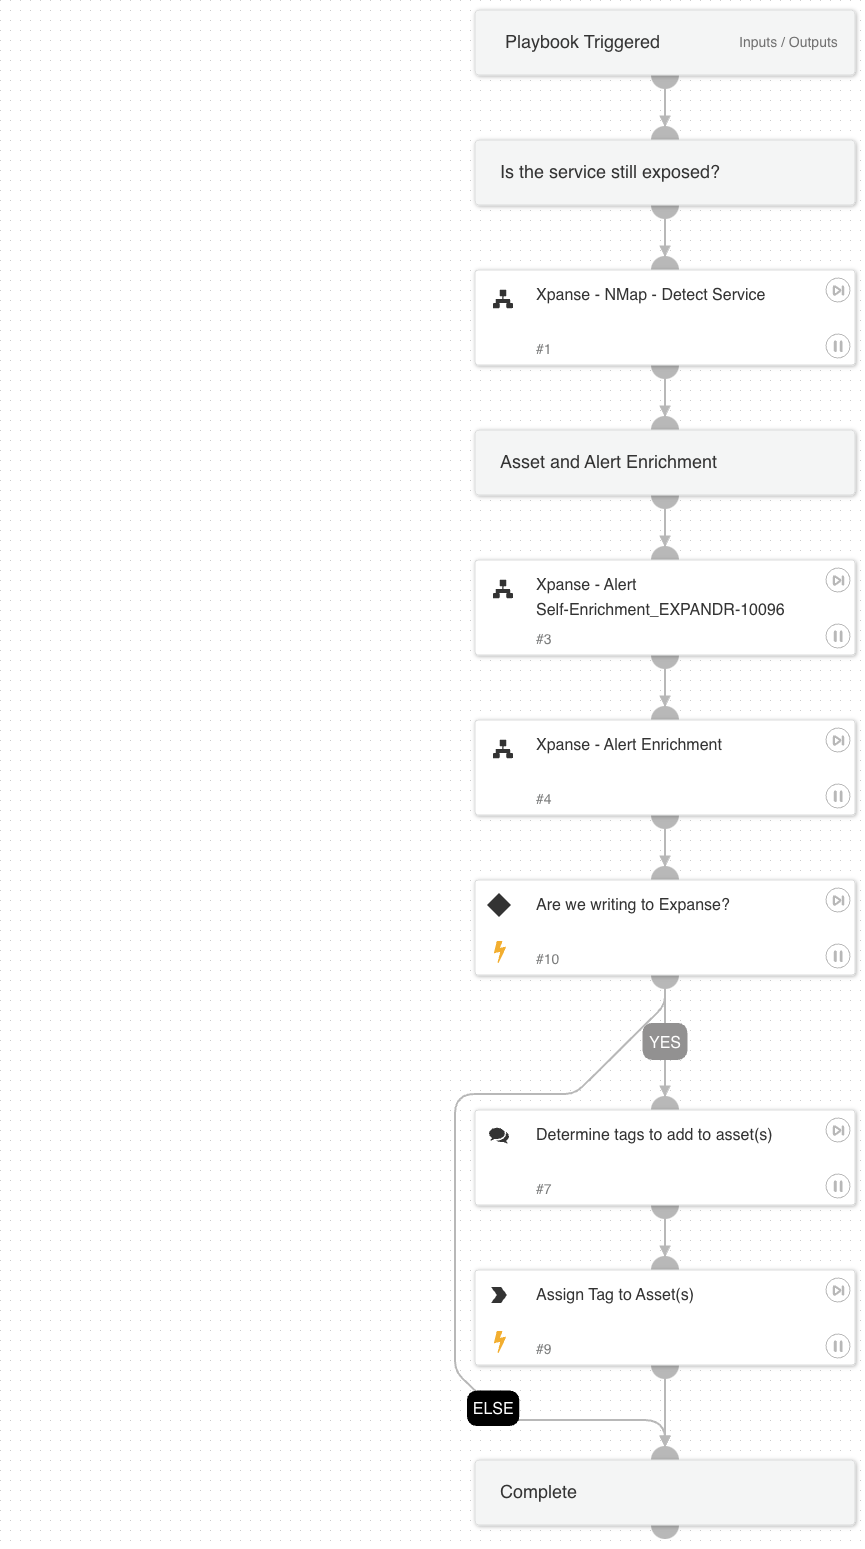 Playbook Triggered Inputs / Outputs
Is the service still exposed?
Xpanse - NMap - Detect Service
#1
Asset and Alert Enrichment
Xpanse - Alert
Self-Enrichment_EXPANDR-10096
#3
Xpanse - Alert Enrichment
#4
Are we writing to Expanse?
#10
YES
Determine tags to add to asset(s)
#7
Assign Tag to Asset(s)
#9
ELSE
Complete